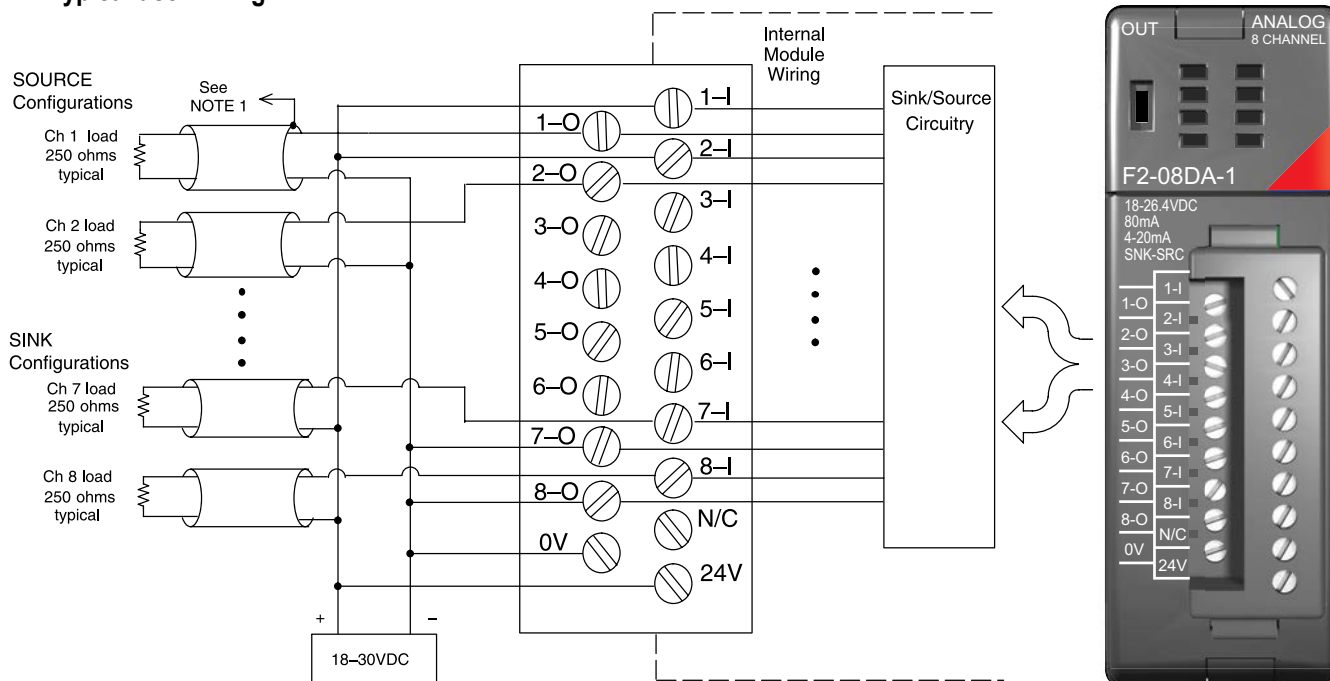 SOURCE
Configurations
See
NOTE 1
Ch 1 load
250 ohms
typical
Ch 2 load
250 ohms
typical
SINK
Configurations
Ch 7 load
250 ohms
typical
Ch 8 load
250 ohms
typical
+
–
18–30VDC
Internal
Module
Wiring
1–I
1–O
2–I
2–O
3–I
3–O
4–I
4–O
5–I
5–O
6–I
6–O
7–I
7–O
8–I
8–O
N/C
0V
24V
Sink/Source
Circuitry
OUT
ANALOG
8 CHANNEL
F2-08DA-1
18-26.4VDC
80mA
4-20mA
SNK-SRC
1-I
1-O
2-I
2-O
3-I
3-O
4-I
4-O
5-I
5-O
6-I
6-O
7-I
7-O
8-I
8-O
N/C
0V
24V